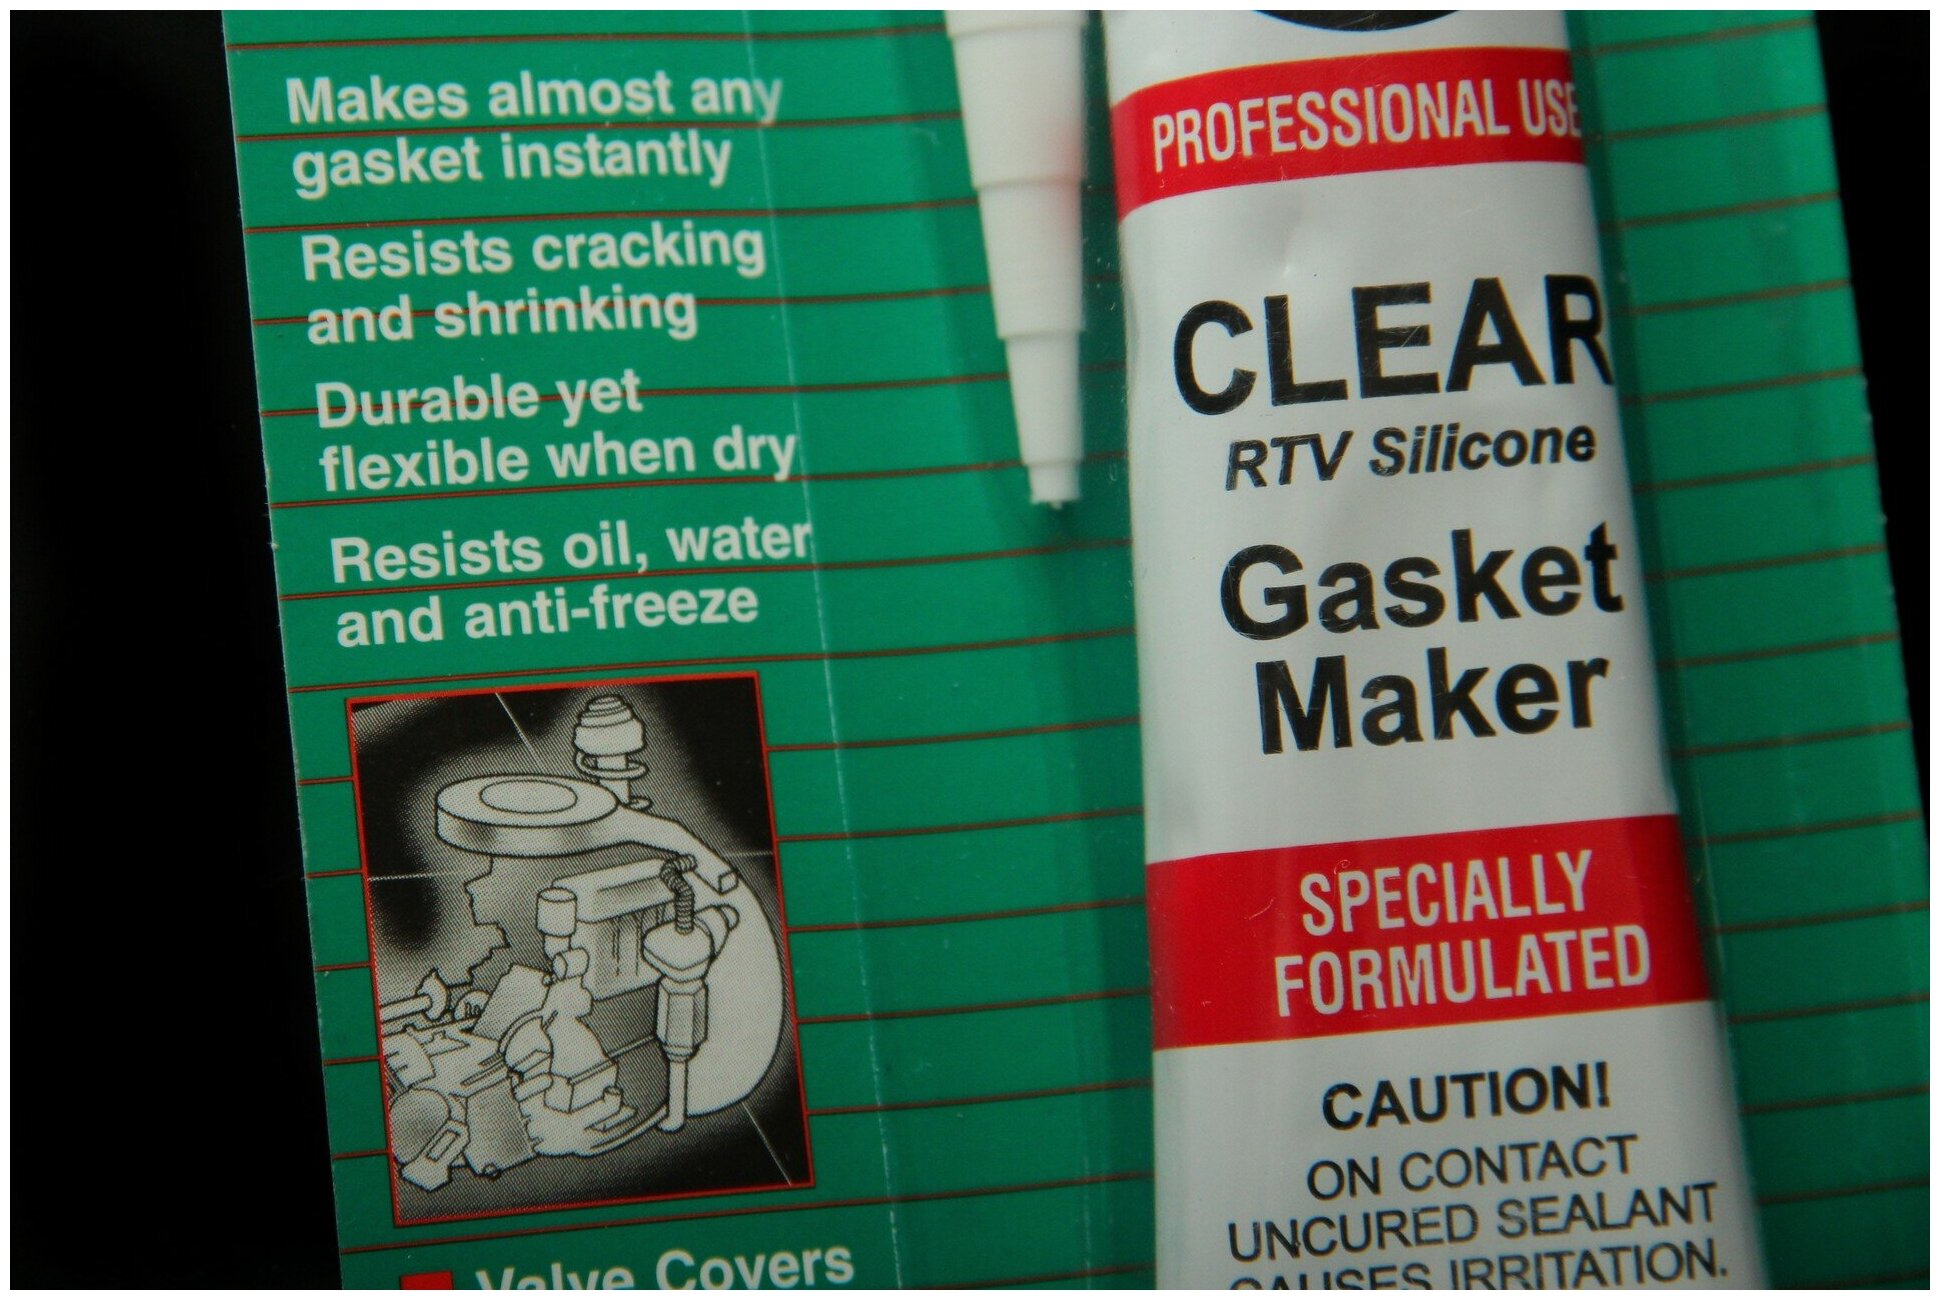 Makes almost any
gasket instantly
Resists cracking
and shrinking
Durable yet
flexible when dry
Resists oil, water
and anti-freeze
Valve Covers
PROFESSIONAL USE
CLEAR
RTV Silicone
Gasket
Maker
SPECIALLY
FORMULATED
CAUTION!
ON CONTACT
UNCURED SEALANT
CAUSES IRRITATION.